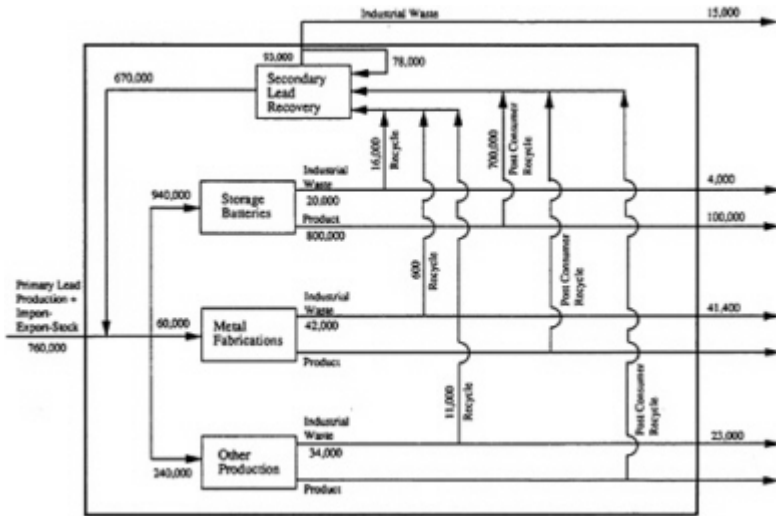 Industrial Waste
15,000
93,000
78,000
670,000
Secondary
Lead
Recovery
16,000
Recycle
700,000
Post Consumer
Recycle
940,000
Storage
Batteries
Industrial
Waste
20,000
4,000
Product
800,000
100,000
600
Recycle
Post Consumer
Recycle
Primary Lead
Production +
Import-
Export-Stock
760,000
60,000
Metal
Fabrications
Industrial
Waste
42,000
41,400
Product
11,000
Recycle
Post Consumer
Recycle
240,000
Other
Production
Industrial
Waste
34,000
23,000
Product